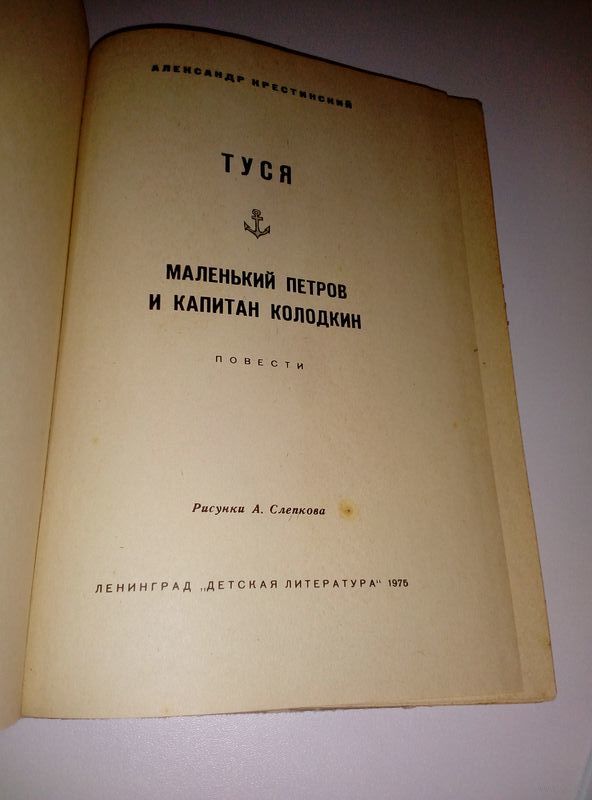 АЛЕКСАНДР КРЕСТИНСКИЙ
ТУСЯ
МАЛЕНЬКИЙ ПЕТРОВ
И КАПИТАН КОЛОДКИН
ПОВЕСТИ
Рисунки А. Слепкова
ЛЕНИНГРАД „ДЕТСКАЯ ЛИТЕРАТУРА“ 1975